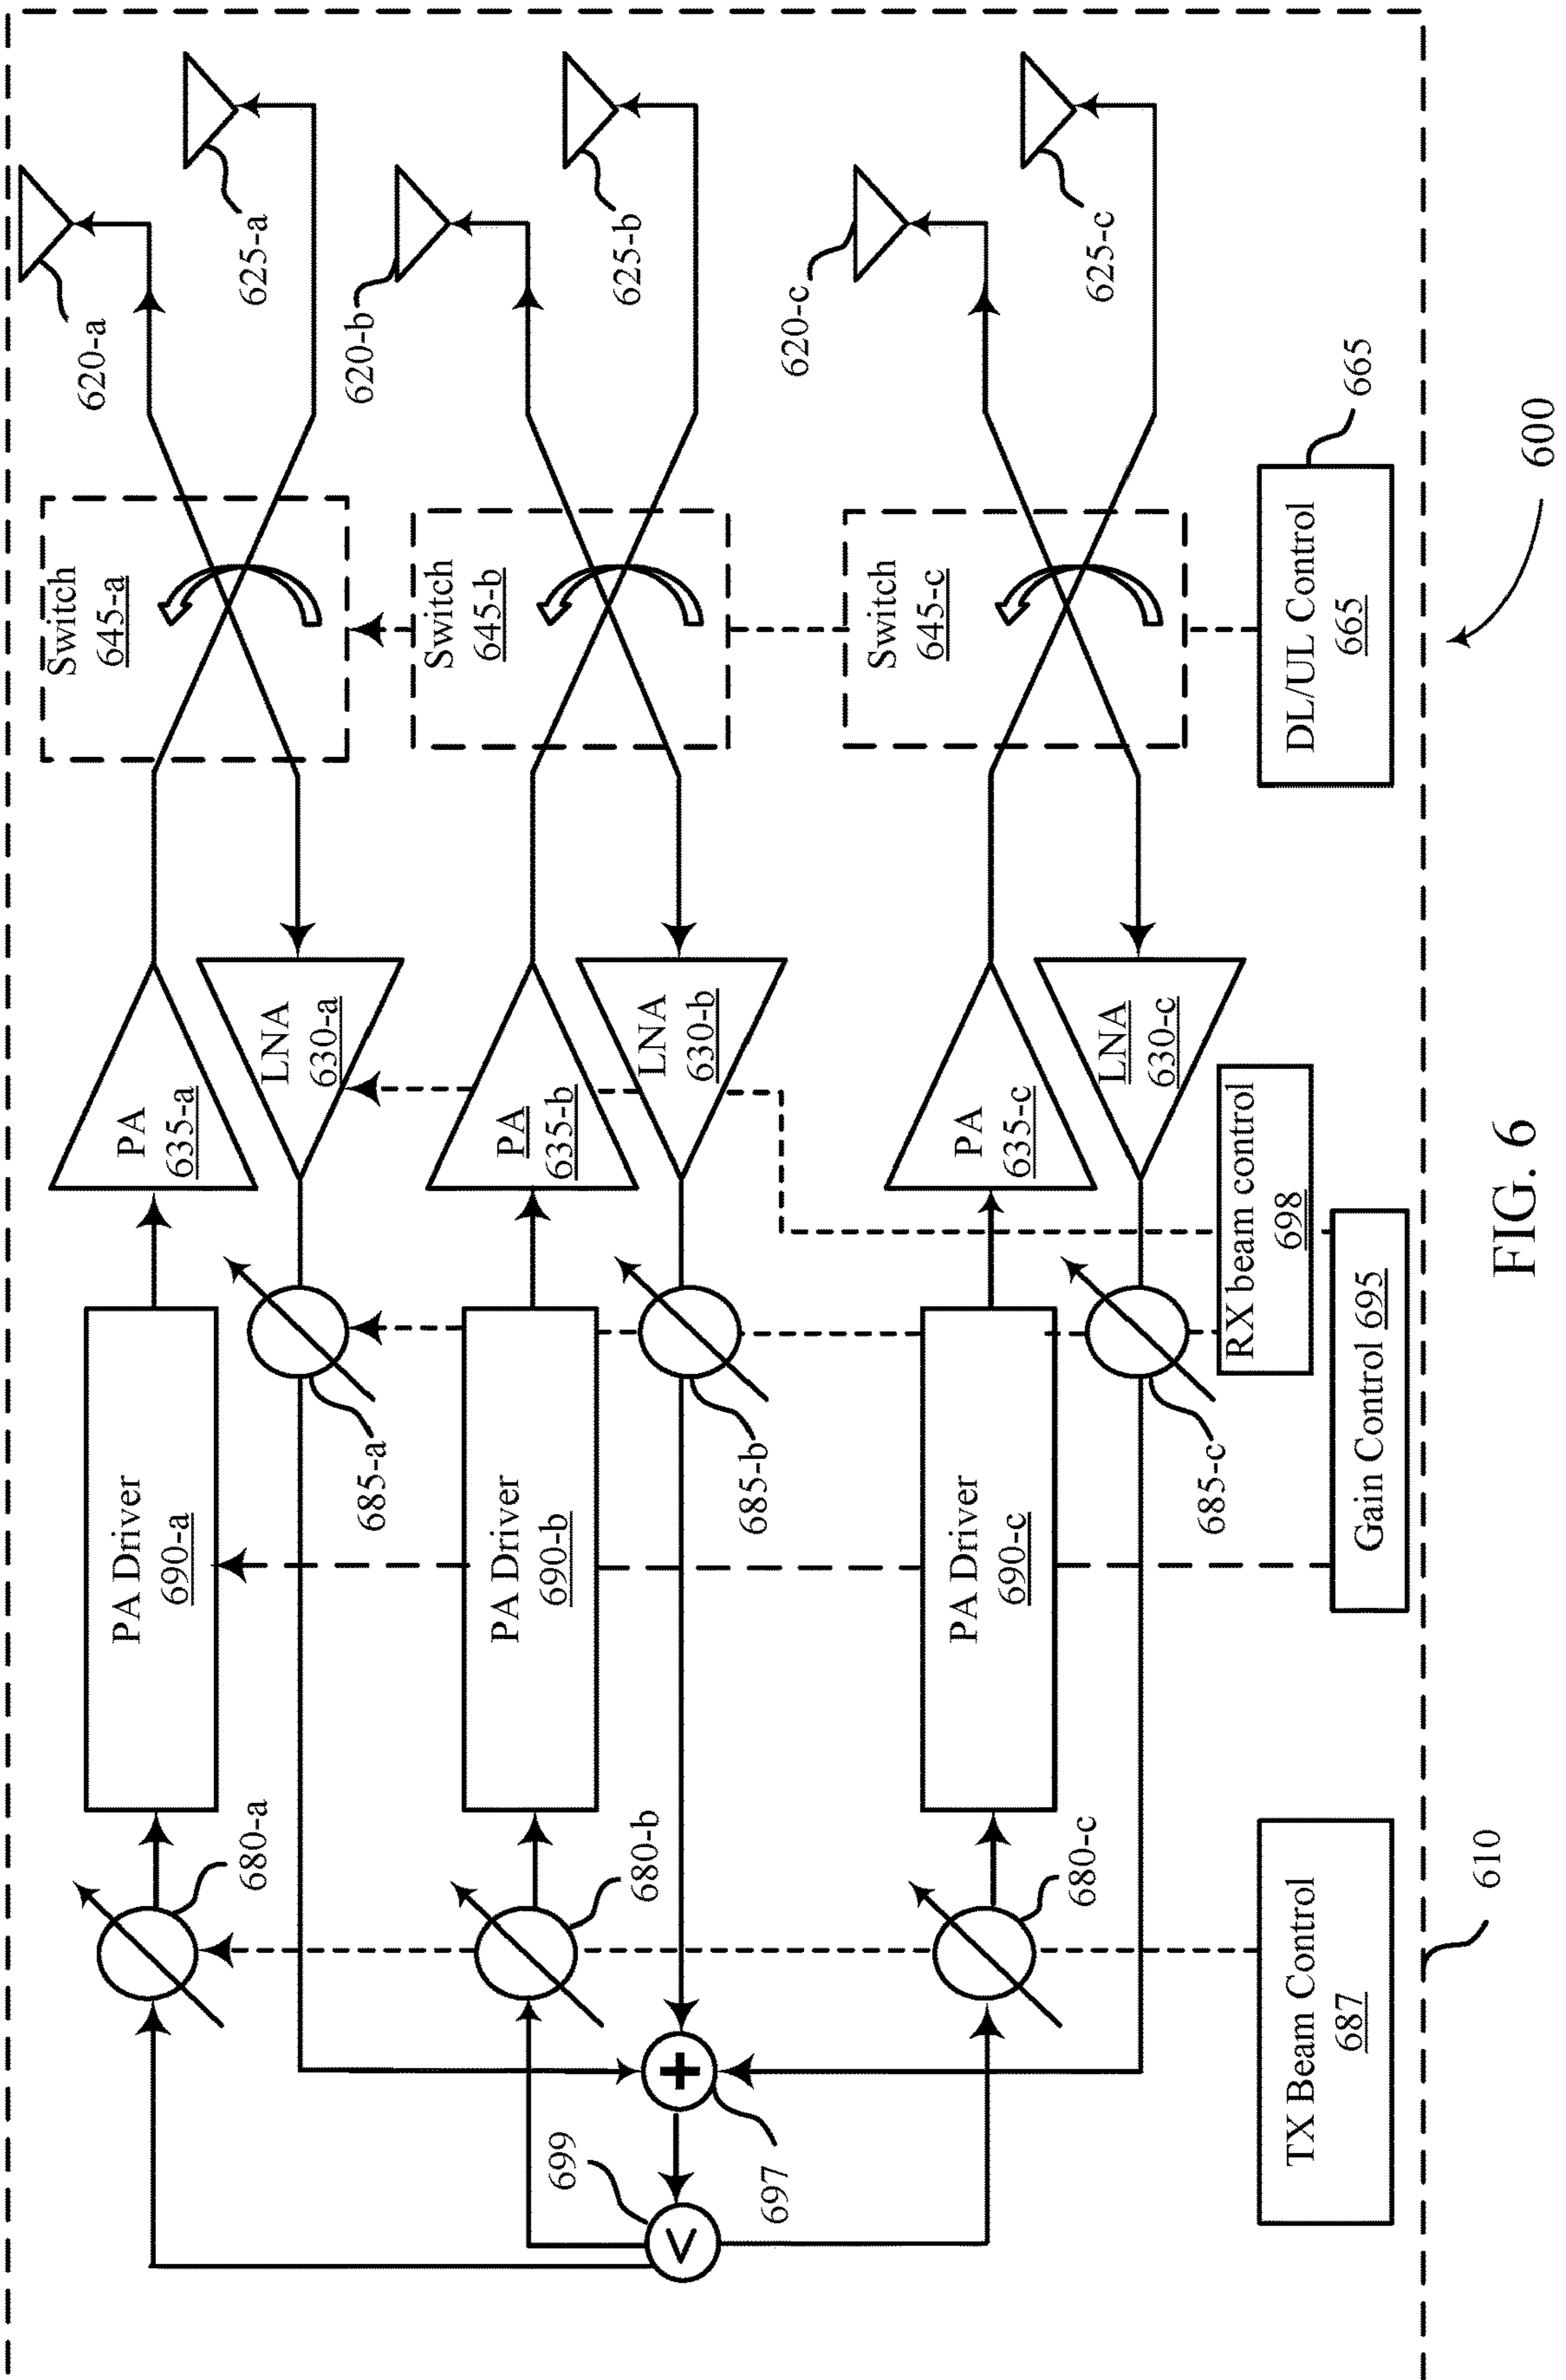 620-a
625-a
620-b
625-b
620-c
625-c
Switch
645-a
Switch
645-b
Switch
645-c
DL/UL Control
665
665
600
PA
635-a
LNA
630-a
PA
635-b
LNA
630-b
PA
635-c
LNA
630-c
RX beam control
698
Gain Control 695
PA Driver
690-a
685-a
PA Driver
690-b
685-b
PA Driver
690-c
685-c
680-a
680-b
680-c
TX Beam Control
687
610
699
697
+
V
FIG. 6